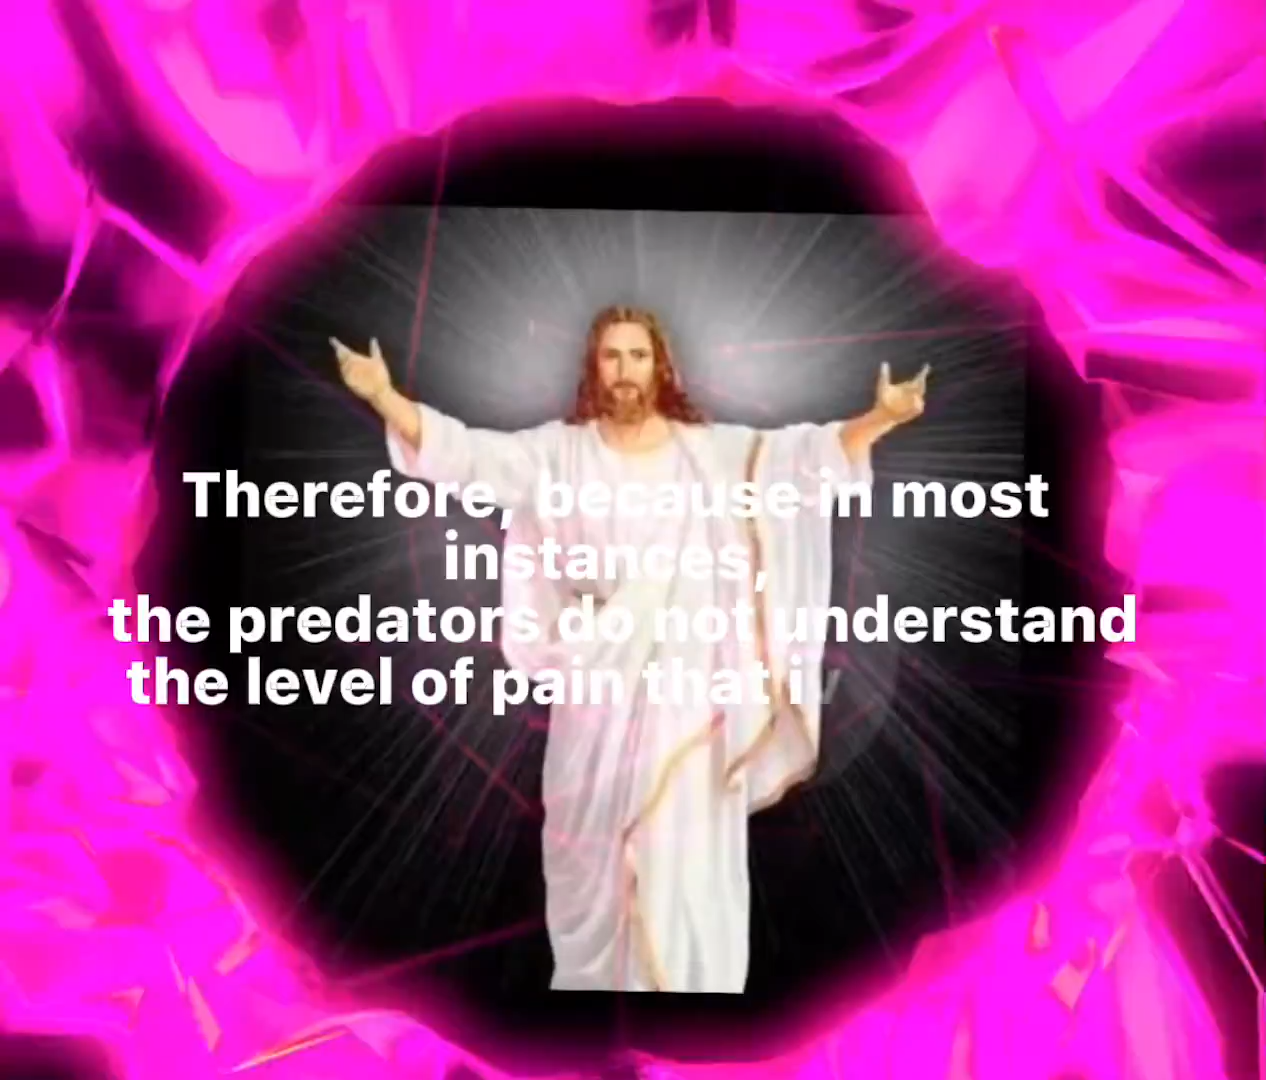 Therefore, because in most
instances,
the predators do not understand
the level of pain that